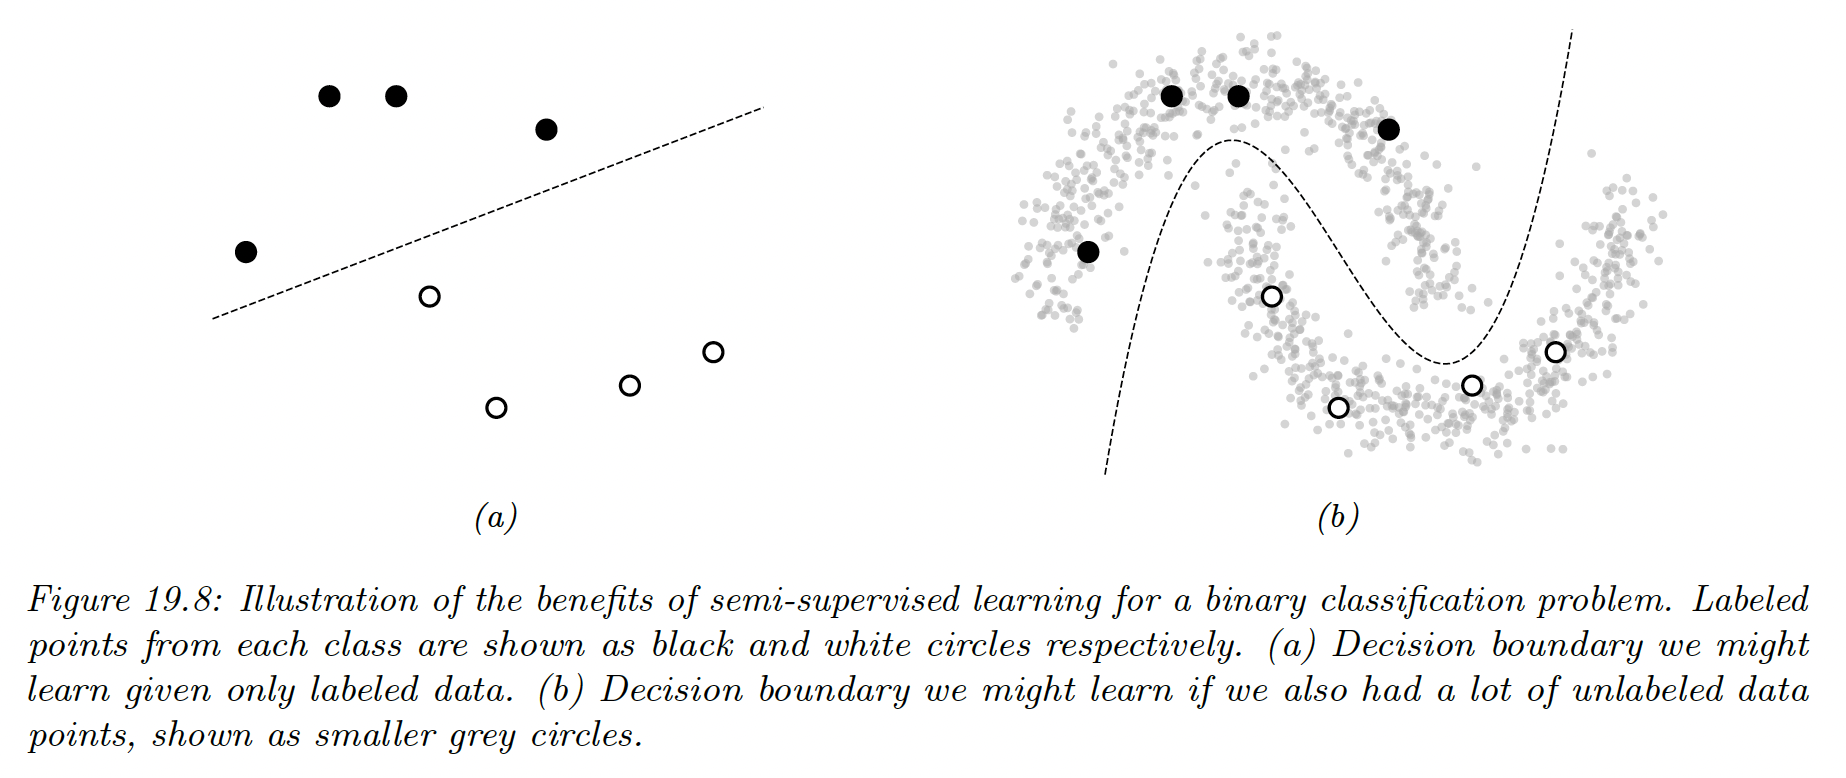 (a)
(b)
Figure 19.8: Illustration of the benefits of semi-supervised learning for a binary classification problem. Labeled
points from each class are shown as black and white circles respectively. (a) Decision boundary we might
learn given only labeled data. (b) Decision boundary we might learn if we also had a lot of unlabeled data
points, shown as smaller grey circles.